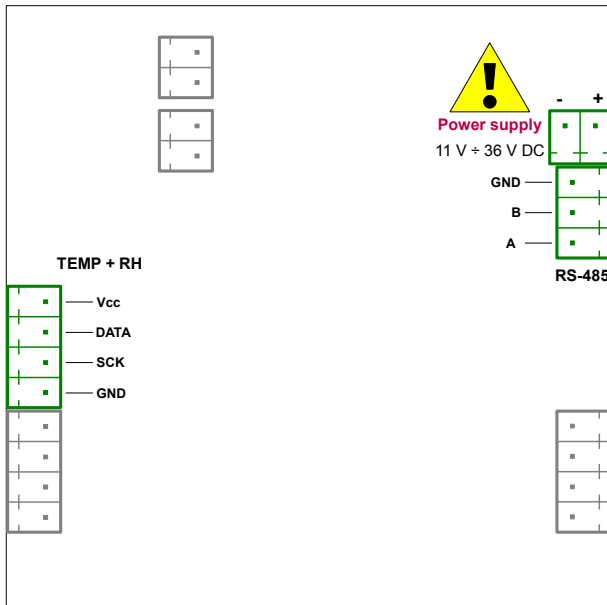 - +
Power supply
11 V ÷ 36 V DC
GND
B
A
RS-485
TEMP + RH
Vcc
DATA
SCK
GND